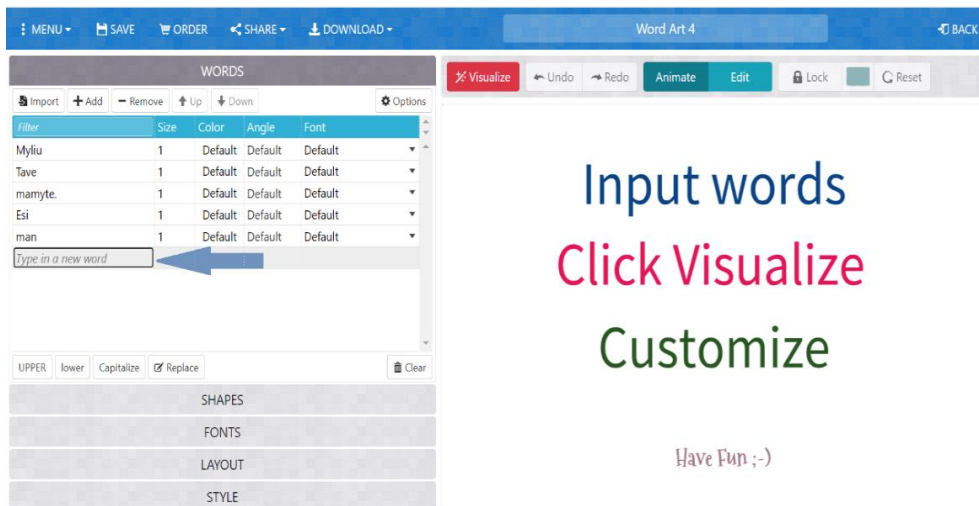 MENU SAVE ORDER SHARE DOWNLOAD Word Art 4 BACK
WORDS
Import Add Remove Up Down Options
Filter Size Color Angle Font
Myliu 1 Default Default Default
Tave 1 Default Default Default
mamyte. 1 Default Default Default
Esi 1 Default Default Default
man 1 Default Default Default
Type in a new word
UPPER lower Capitalize Replace Clear
SHAPES
FONTS
LAYOUT
STYLE
Visualize Undo Redo Animate Edit Lock Reset
Input words
Click Visualize
Customize
Have Fun ;-)